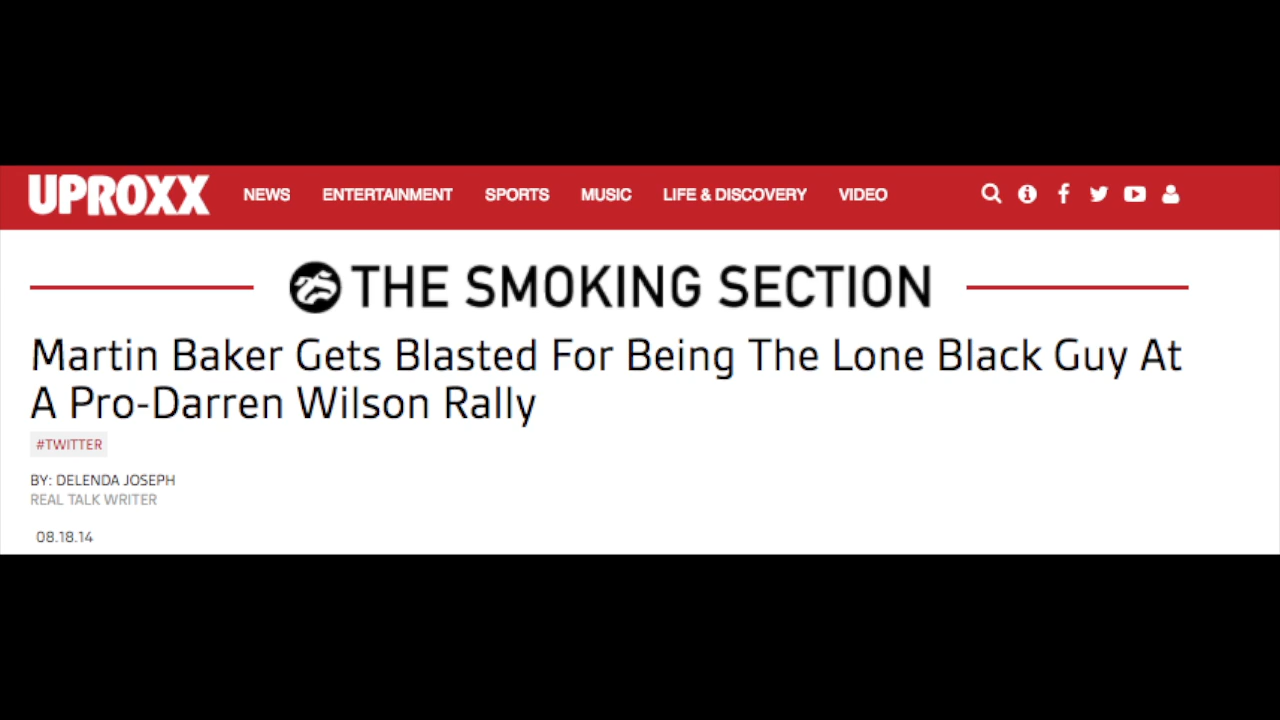 UPROXX NEWS ENTERTAINMENT SPORTS MUSIC LIFE & DISCOVERY VIDEO
THE SMOKING SECTION
Martin Baker Gets Blasted For Being The Lone Black Guy At
A Pro-Darren Wilson Rally
#TWITTER
BY: DELENDA JOSEPH
REAL TALK WRITER
08.18.14